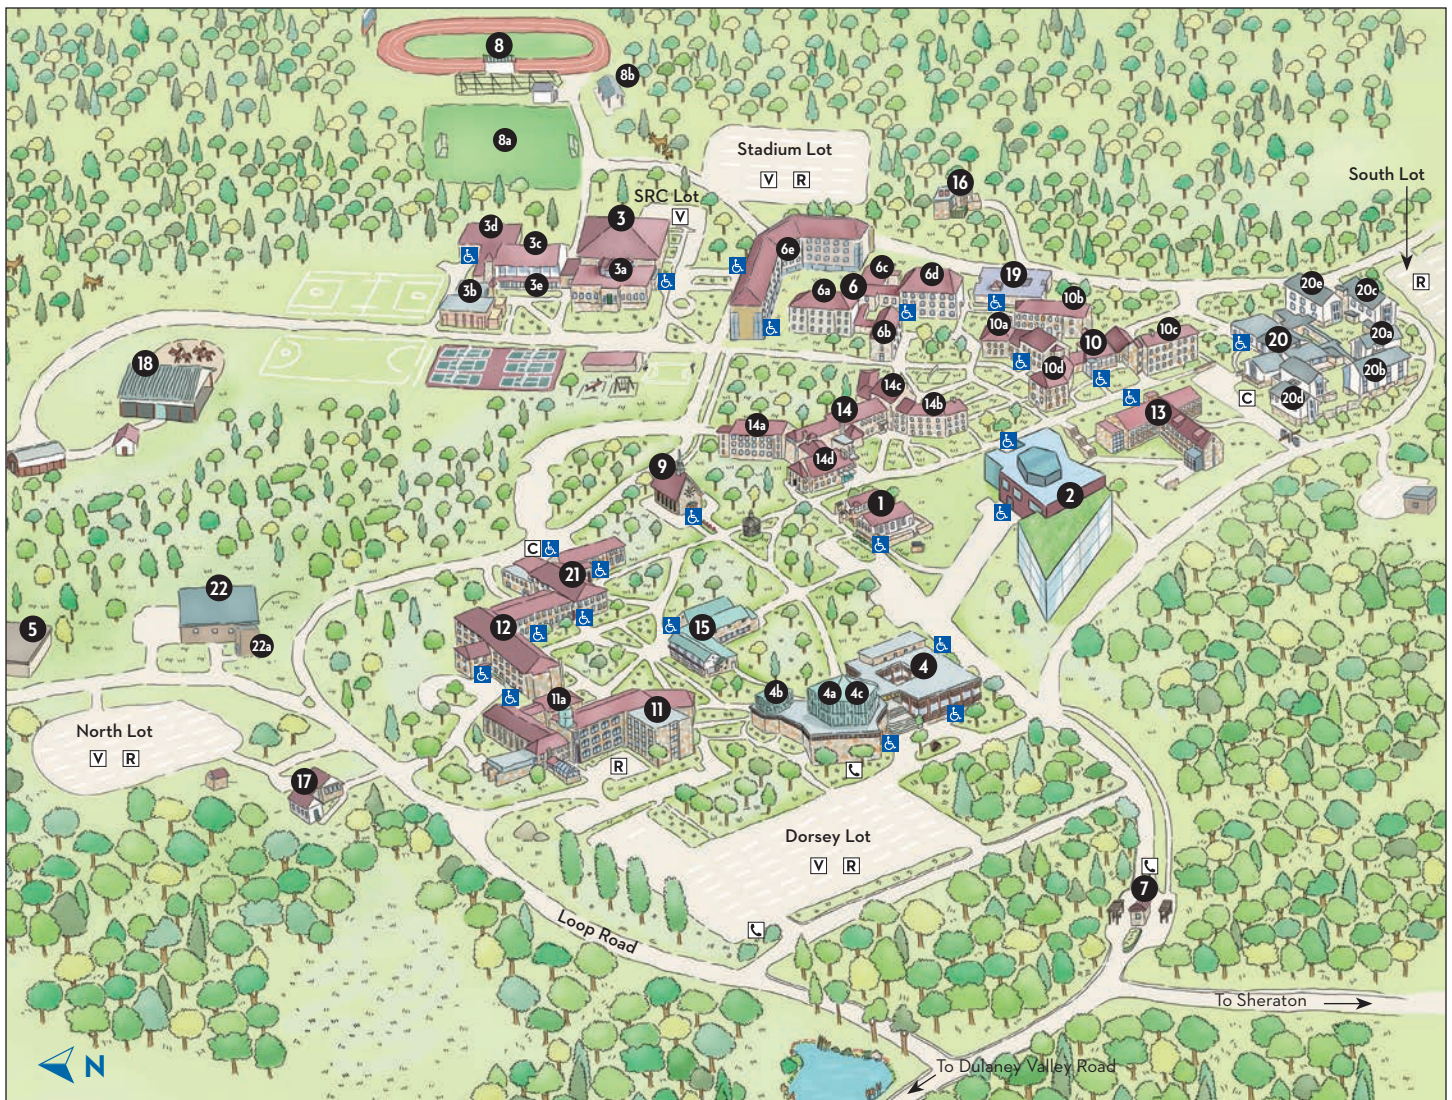 8
8b
8a
Stadium Lot
V R
South Lot
16
SRC Lot
V
3
3d
3c
3a
3e
3b
R
6e
6c
6d
6a
6
6b
19
20e
20c
10b
10a
10
10c
10d
20
20a
20b
20d
C
18
14c
14
14b
14a
14d
13
9
2
1
C
21
22
5
22a
12
15
4
4b
4a
4c
11a
11
R
North Lot
V R
17
Dorsey Lot
V R
7
Loop Road
To Sheraton
N
To Dulaney Valley Road